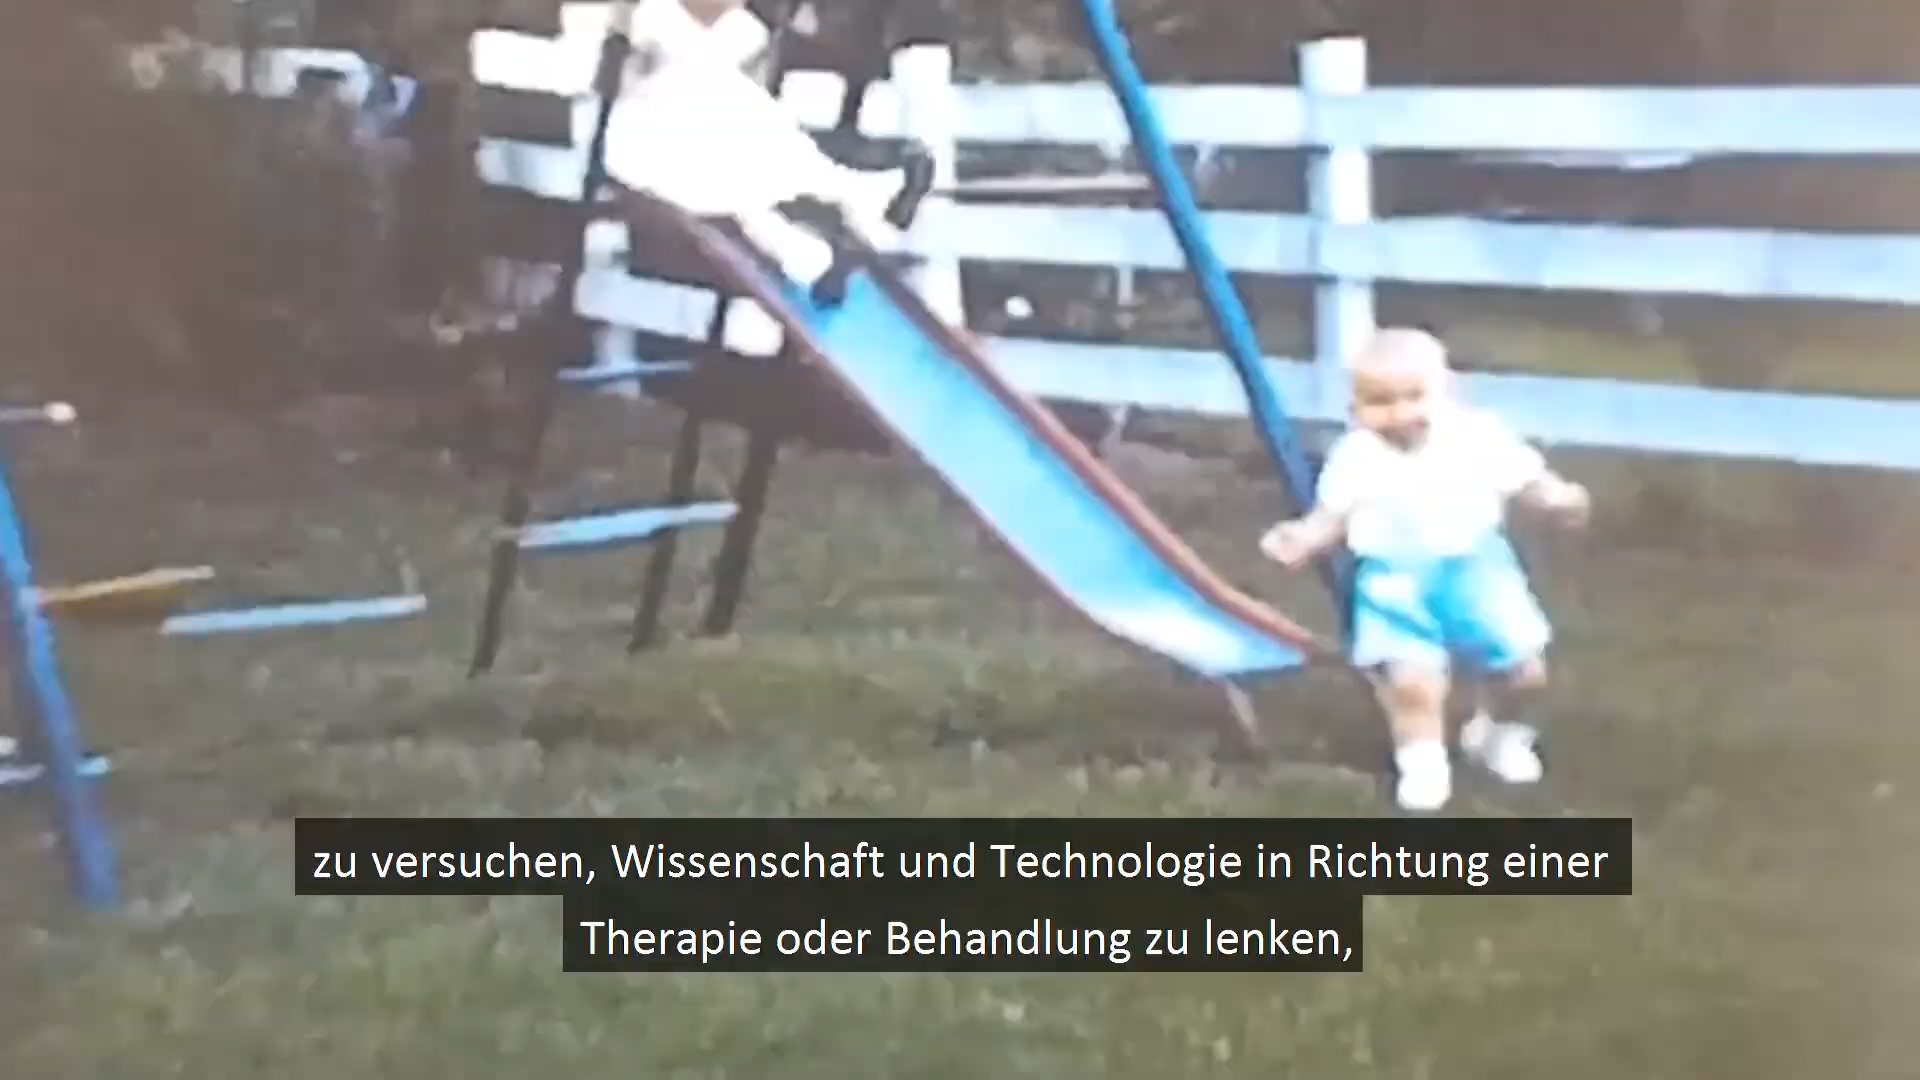 zu versuchen, Wissenschaft und Technologie in Richtung einer
Therapie oder Behandlung zu lenken,